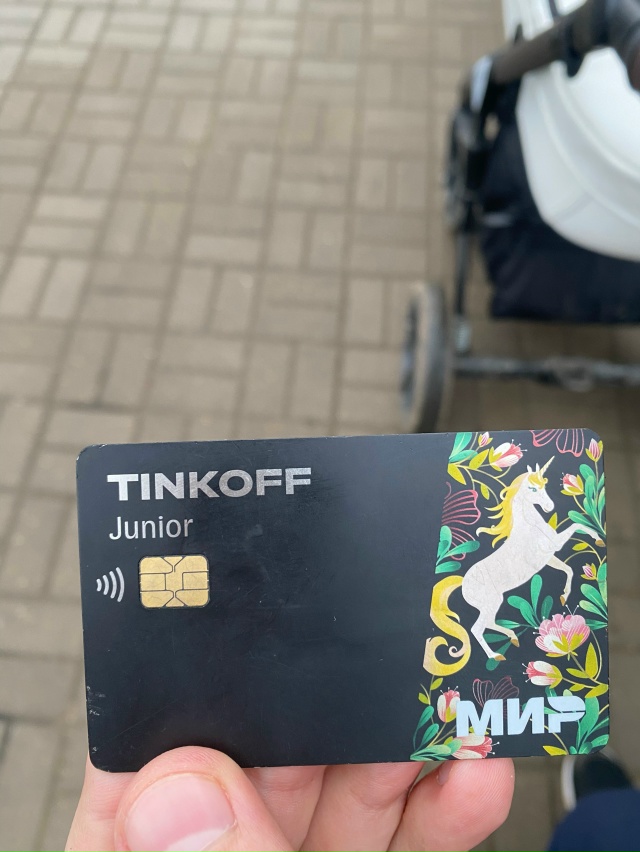 TINKOFF
Junior
МИР